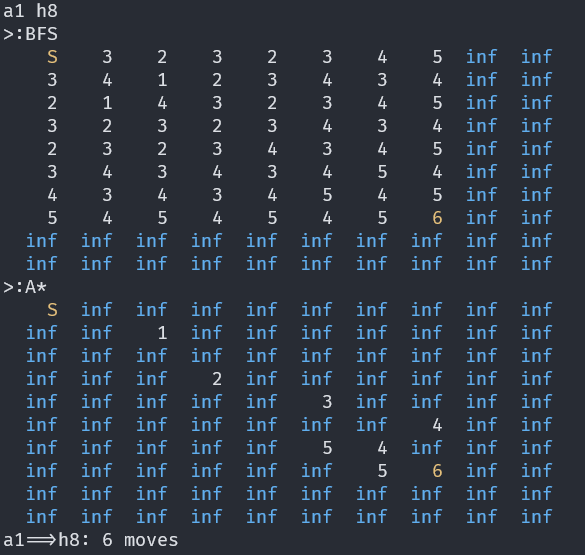 a1 h8
>:BFS
S 3 2 3 2 3 4 5 inf inf
3 4 1 2 3 4 3 4 inf inf
2 1 4 3 2 3 4 5 inf inf
3 2 3 2 3 4 3 4 inf inf
2 3 2 3 4 3 4 5 inf inf
3 4 3 4 3 4 5 4 inf inf
4 3 4 3 4 5 4 5 inf inf
5 4 5 4 5 4 5 6 inf inf
inf inf inf inf inf inf inf inf inf inf
inf inf inf inf inf inf inf inf inf inf
>:A*
S inf inf inf inf inf inf inf inf inf
inf inf 1 inf inf inf inf inf inf inf
inf inf inf inf inf inf inf inf inf inf
inf inf inf 2 inf inf inf inf inf inf
inf inf inf inf inf 3 inf inf inf inf
inf inf inf inf inf inf inf 4 inf inf
inf inf inf inf inf 5 4 inf inf inf
inf inf inf inf inf inf 5 6 inf inf
inf inf inf inf inf inf inf inf inf inf
inf inf inf inf inf inf inf inf inf inf
a1==>h8: 6 moves